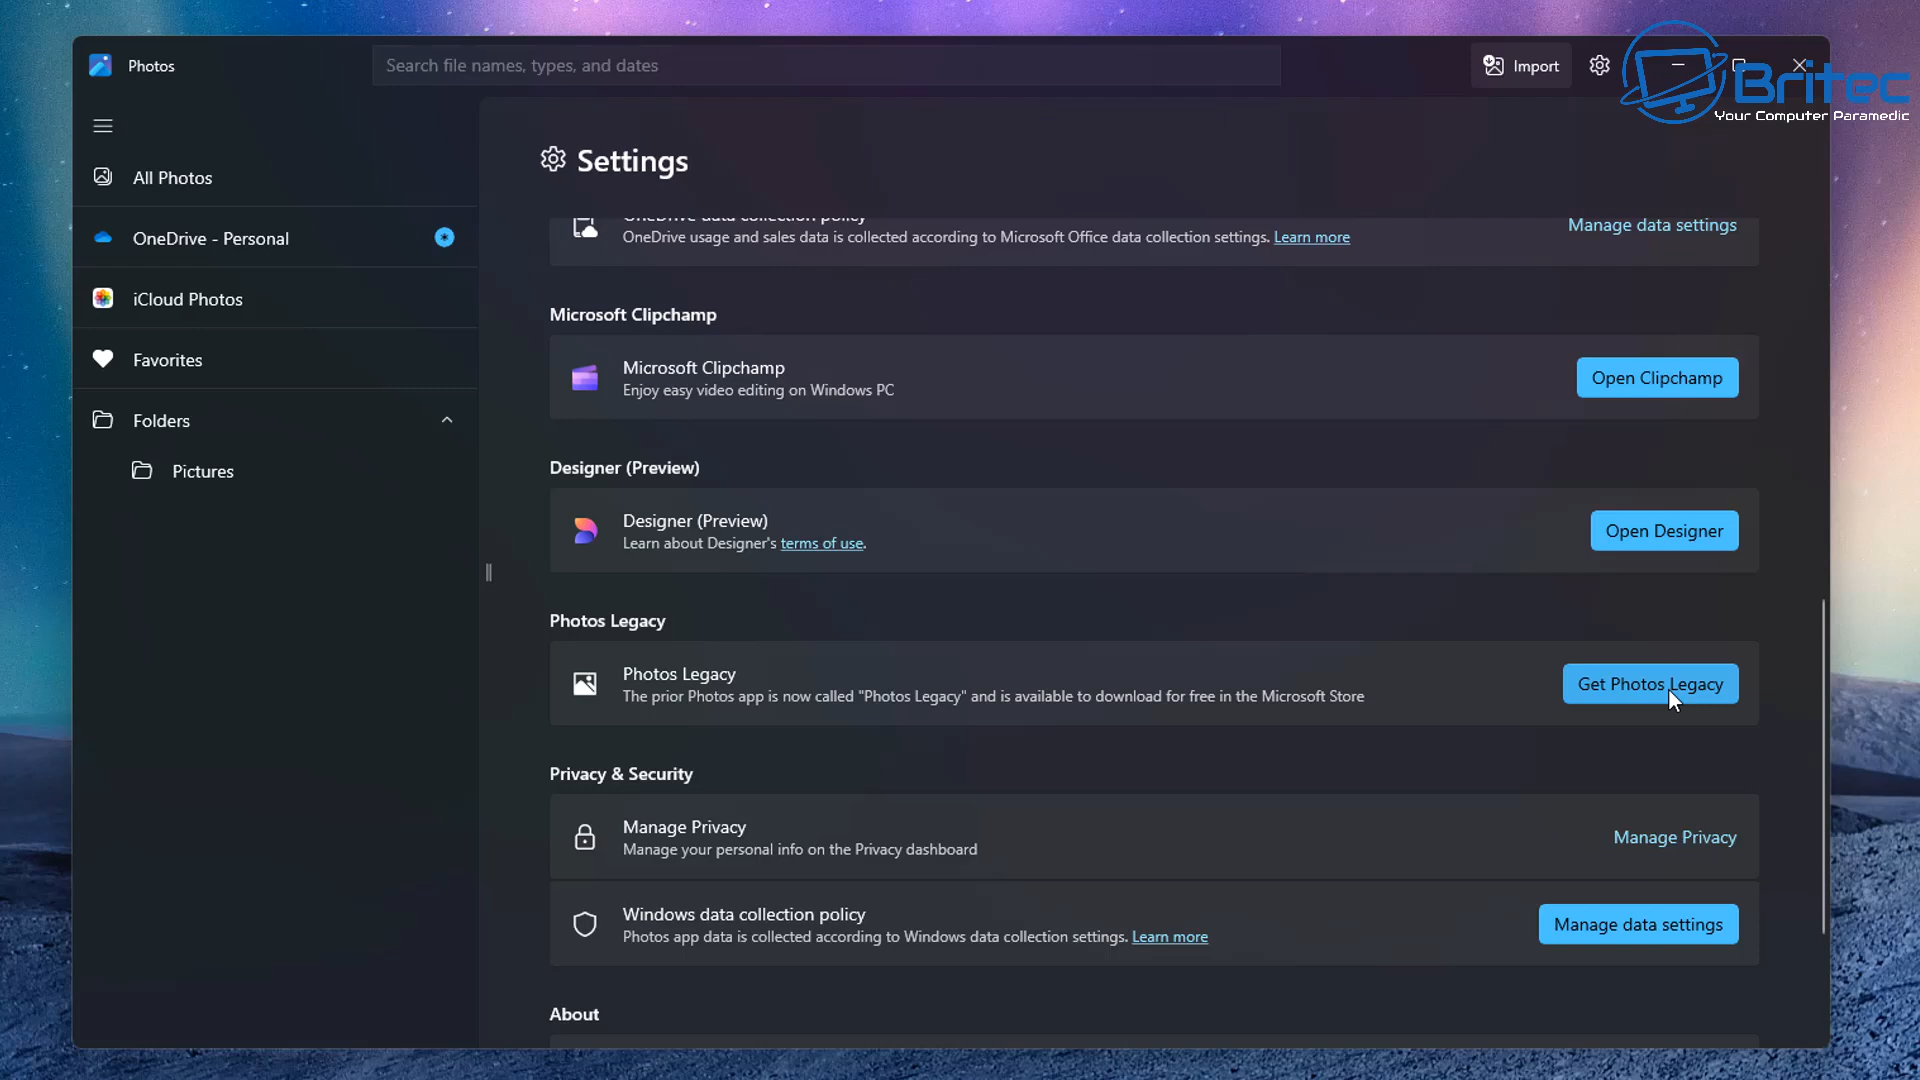 Photos
Search file names, types, and dates
Import
Britec
Your Computer Paramedic
All Photos
OneDrive - Personal
iCloud Photos
Favorites
Folders
Pictures
Settings
OneDrive data collection policy
OneDrive usage and sales data is collected according to Microsoft Office data collection settings. Learn more
Manage data settings
Microsoft Clipchamp
Microsoft Clipchamp
Enjoy easy video editing on Windows PC
Open Clipchamp
Designer (Preview)
Designer (Preview)
Learn about Designer's terms of use.
Open Designer
Photos Legacy
Photos Legacy
The prior Photos app is now called "Photos Legacy" and is available to download for free in the Microsoft Store
Get Photos Legacy
Privacy & Security
Manage Privacy
Manage your personal info on the Privacy dashboard
Manage Privacy
Windows data collection policy
Photos app data is collected according to Windows data collection settings. Learn more
Manage data settings
About